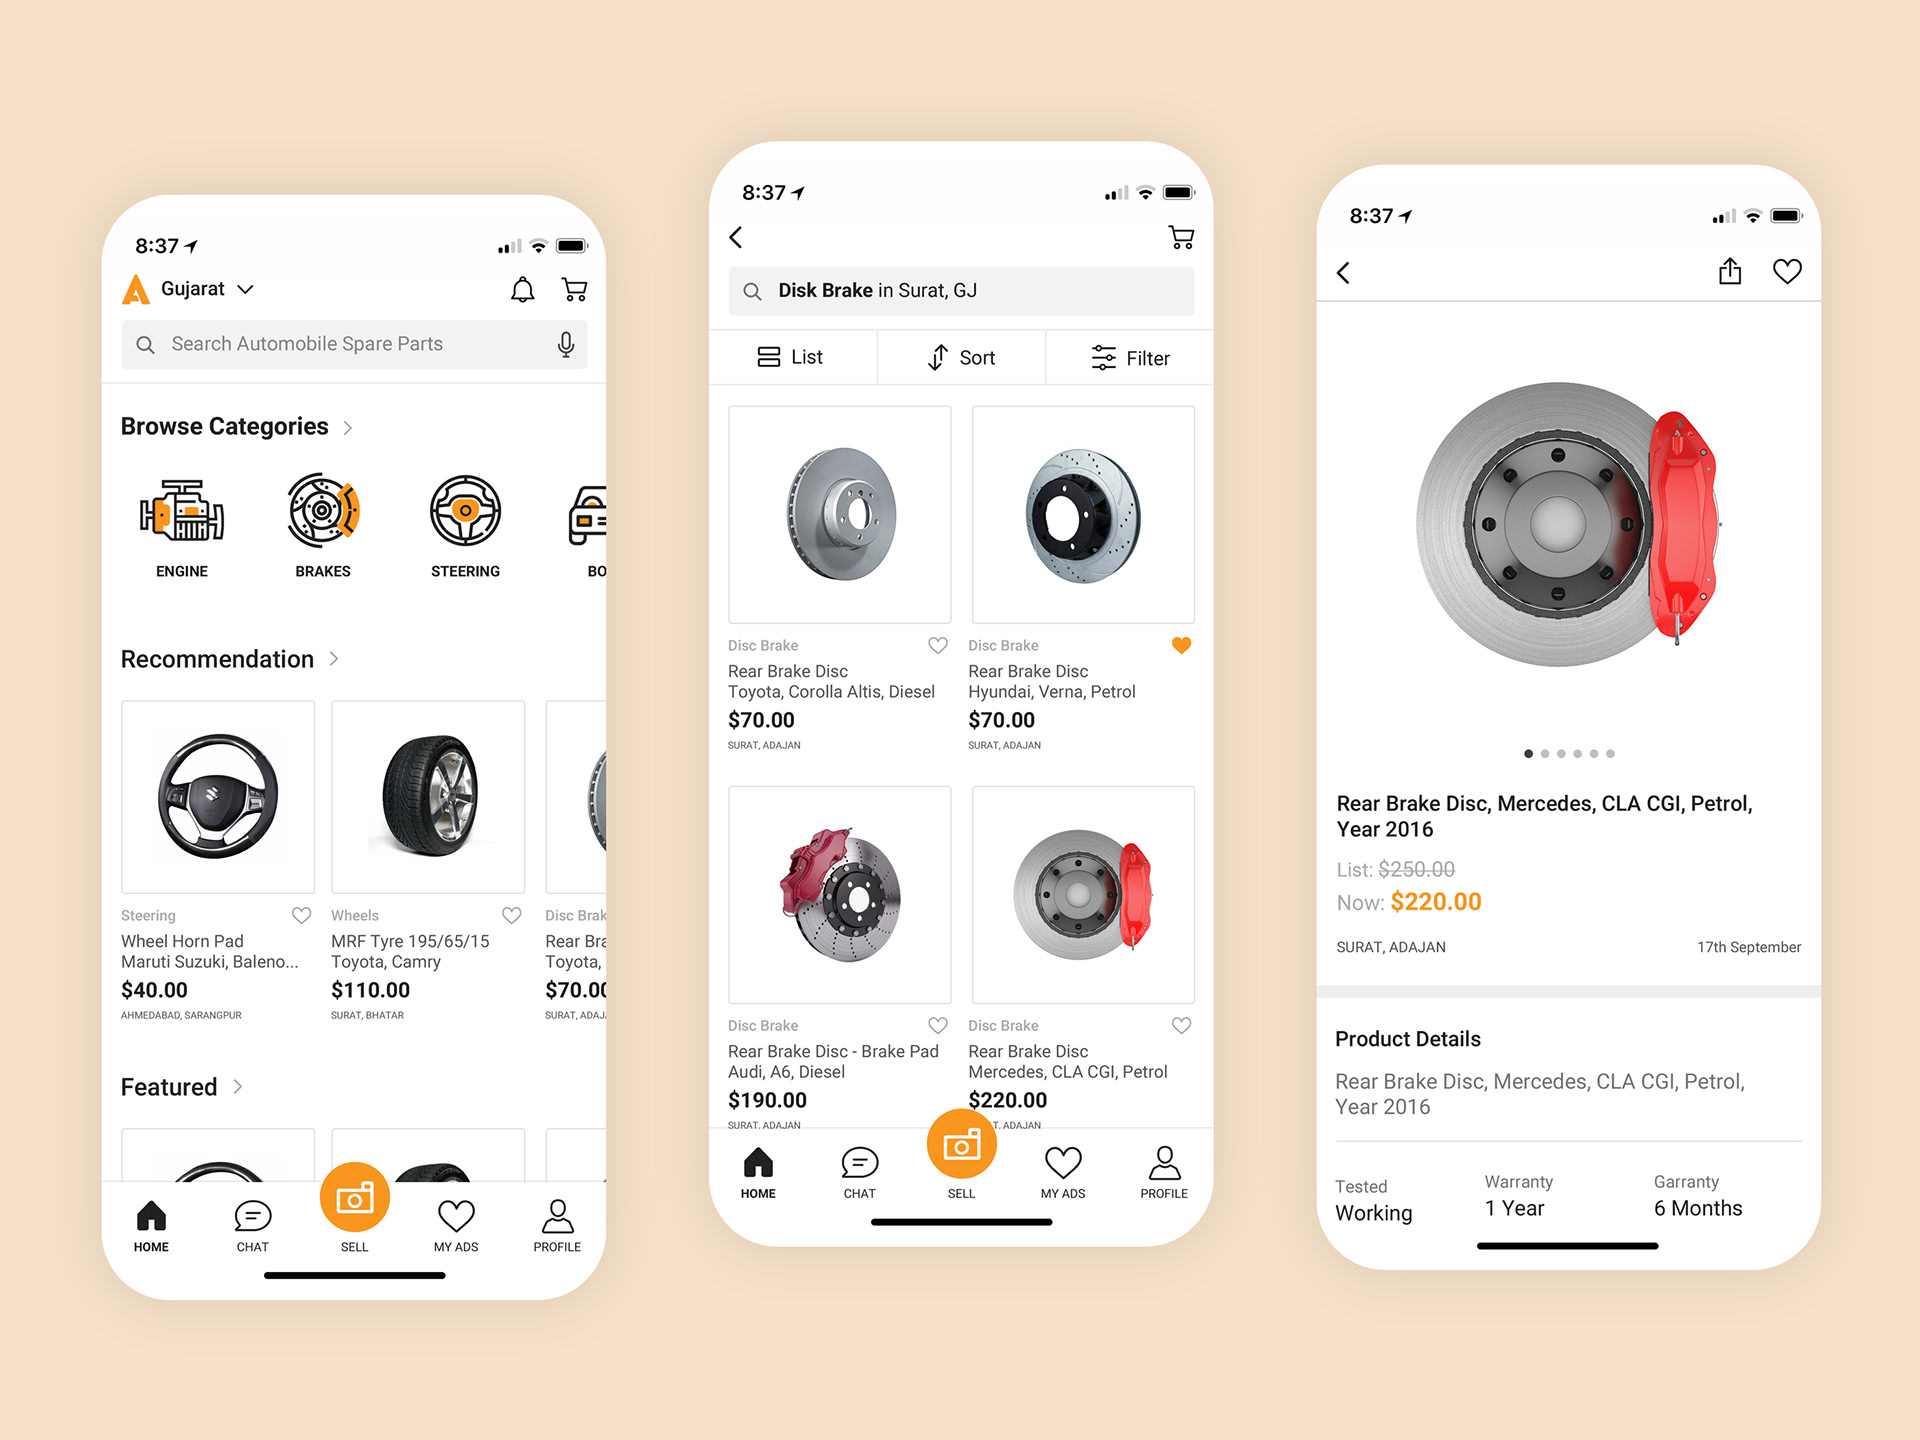 8:37
Gujarat
Search Automobile Spare Parts
Browse Categories
ENGINE
BRAKES
STEERING
BO
Recommendation
Steering
Wheel Horn Pad
Maruti Suzuki, Baleno...
$40.00
AHMEDABAD, SARANGPUR
Wheels
MRF Tyre 195/65/15
Toyota, Camry
$110.00
SURAT, BHATAR
Disc Brak
Rear Bra
Toyota,
$70.00
SURAT, ADAJ
Featured
HOME
CHAT
SELL
MY ADS
PROFILE
8:37
Disk Brake in Surat, GJ
List
Sort
Filter
Disc Brake
Rear Brake Disc
Toyota, Corolla Altis, Diesel
$70.00
SURAT, ADAJAN
Disc Brake
Rear Brake Disc
Hyundai, Verna, Petrol
$70.00
SURAT, ADAJAN
Disc Brake
Rear Brake Disc - Brake Pad
Audi, A6, Diesel
$190.00
SURAT, ADAJAN
Disc Brake
Rear Brake Disc
Mercedes, CLA CGI, Petrol
$220.00
T, ADAJAN
HOME
CHAT
SELL
MY ADS
PROFILE
8:37
Rear Brake Disc, Mercedes, CLA CGI, Petrol,
Year 2016
List: $250.00
Now: $220.00
SURAT, ADAJAN
17th September
Product Details
Rear Brake Disc, Mercedes, CLA CGI, Petrol,
Year 2016
Tested
Working
Warranty
1 Year
Garranty
6 Months